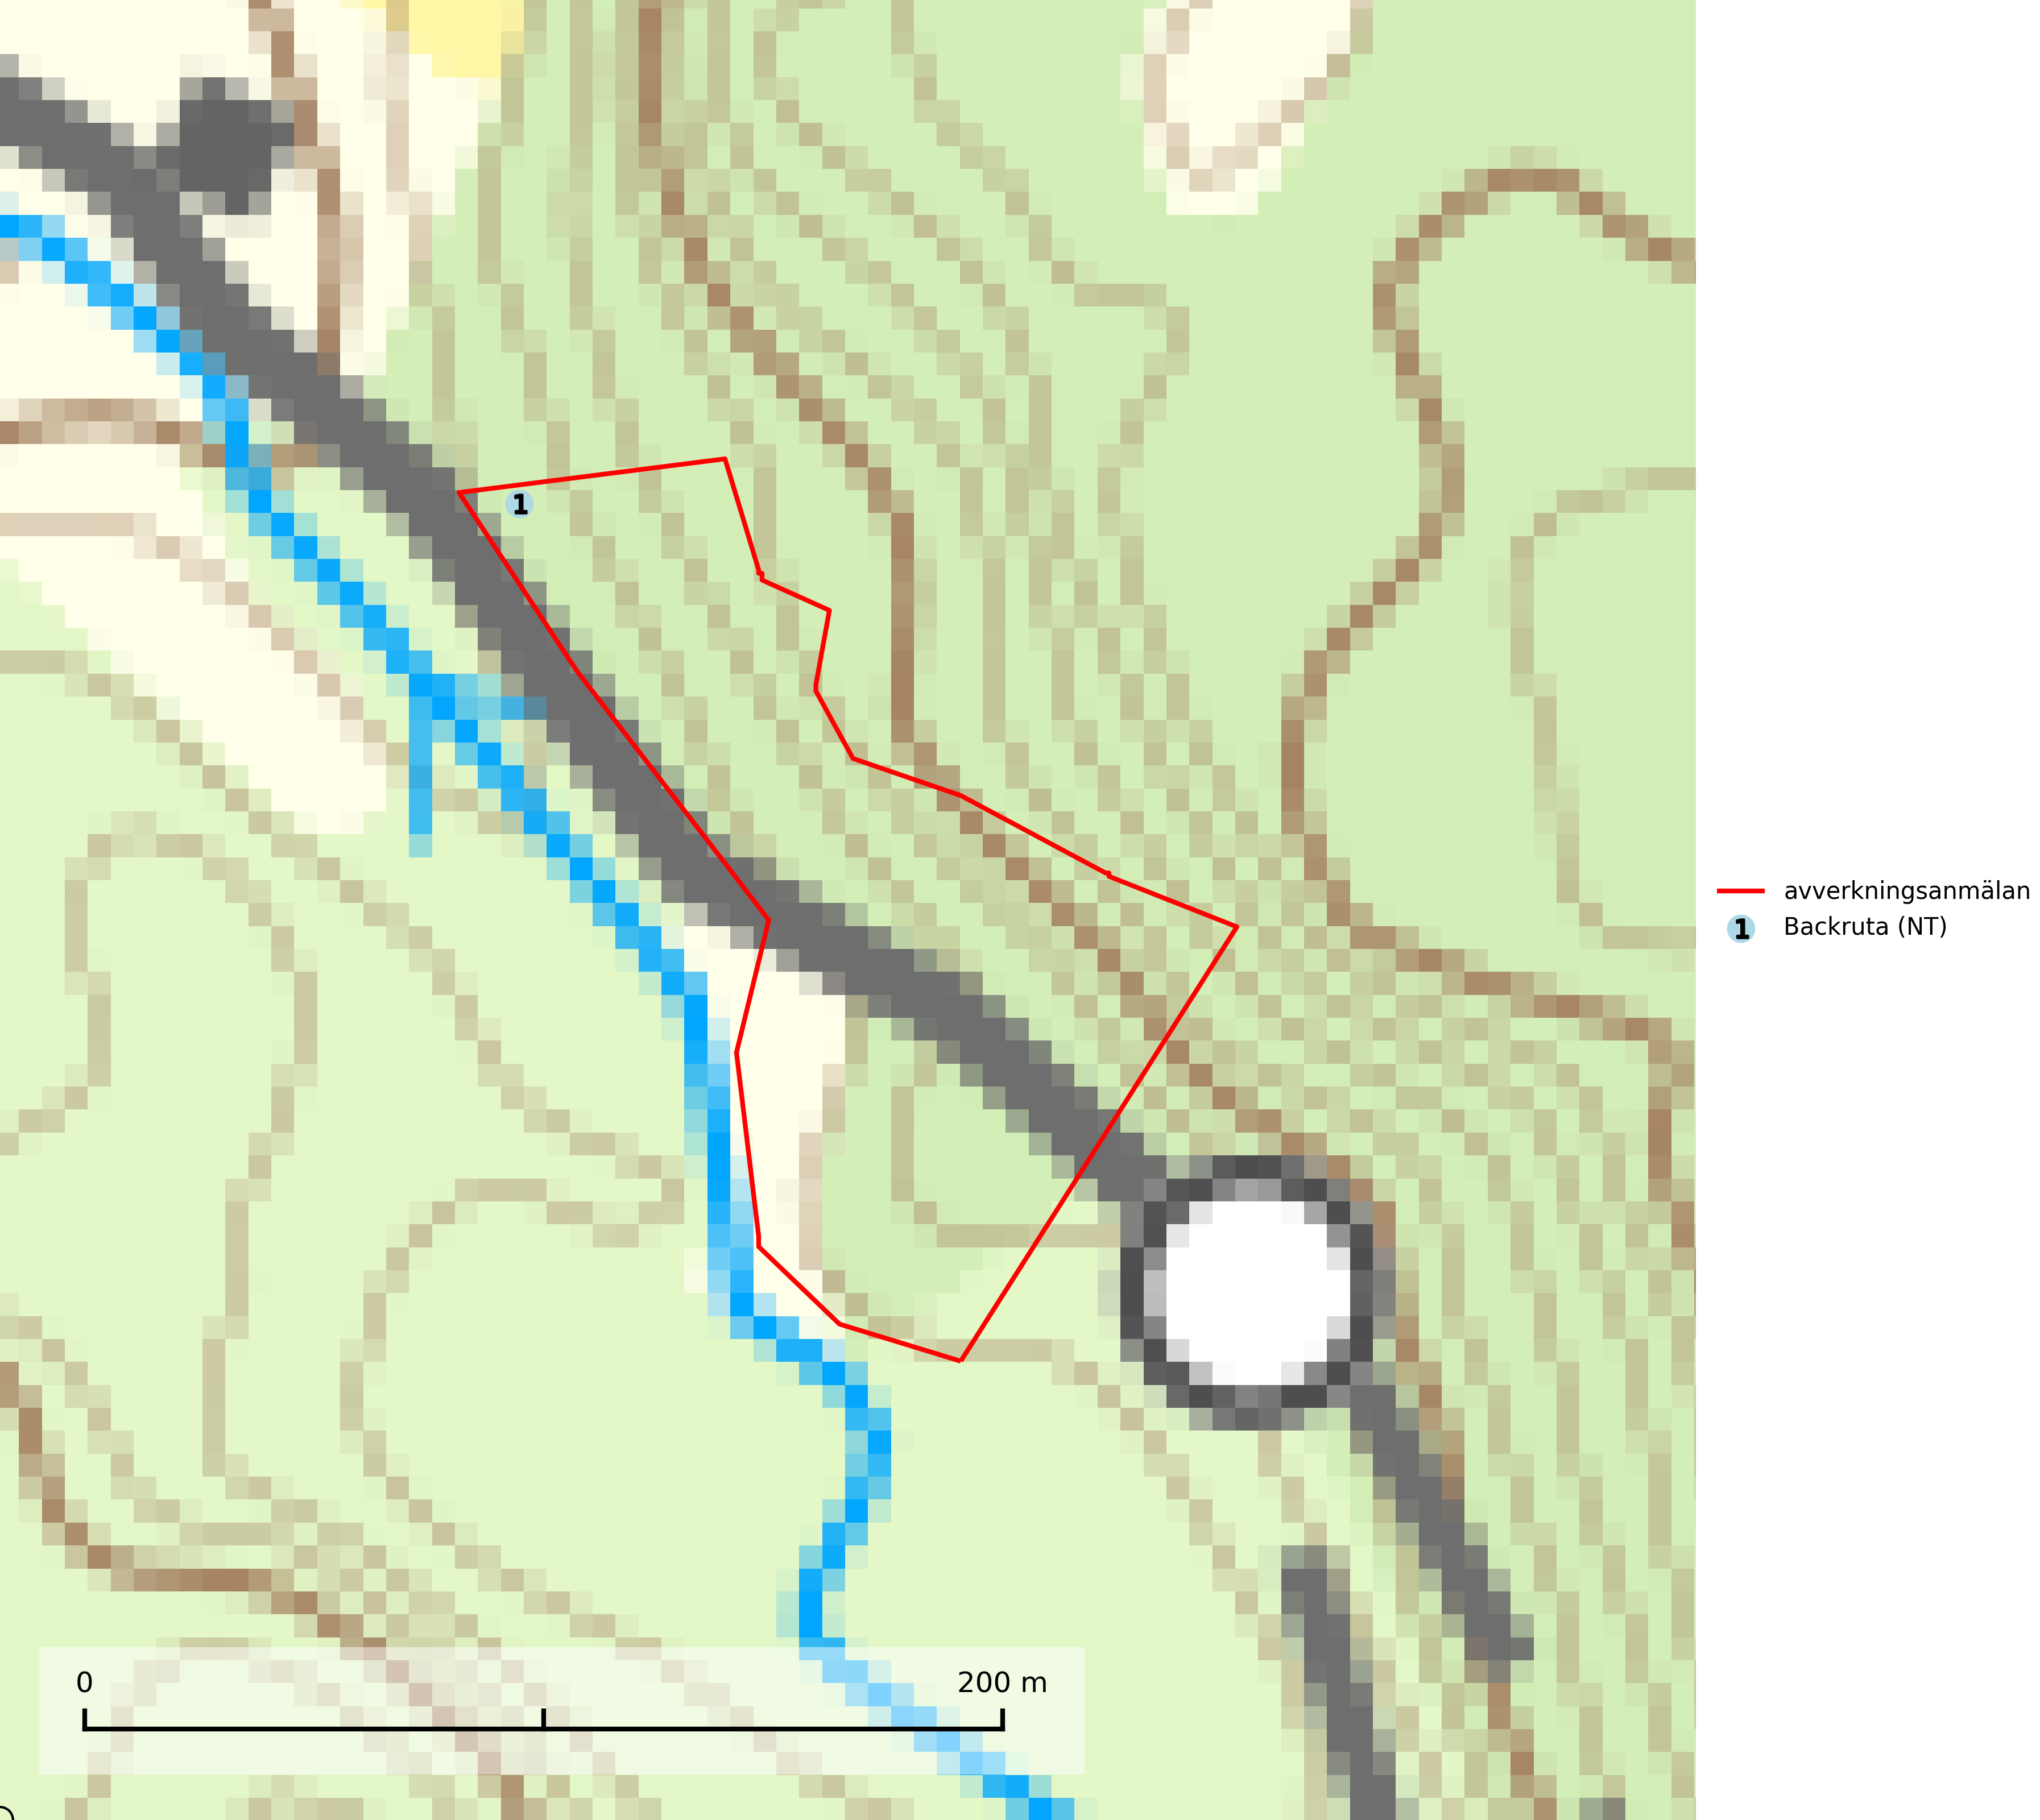 1
avverkningsanmälan
1 Backruta (NT)
0 200 m